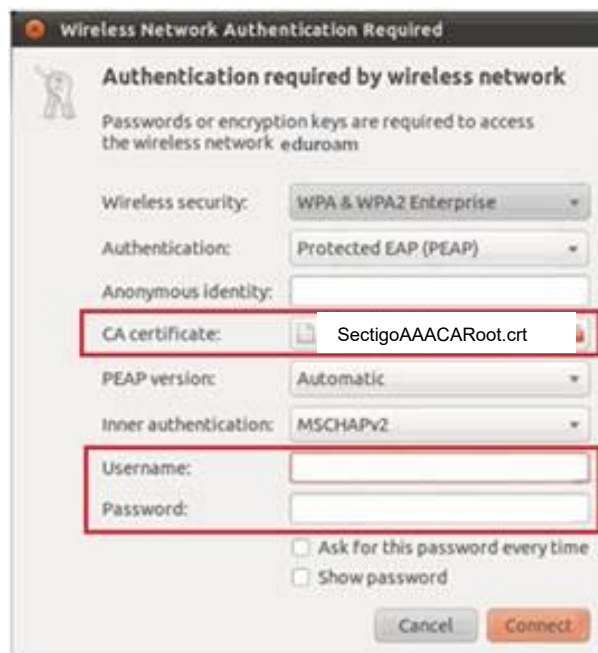 Wireless Network Authentication Required
Authentication required by wireless network
Passwords or encryption keys are required to access
the wireless network eduroam
Wireless security: WPA & WPA2 Enterprise
Authentication: Protected EAP (PEAP)
Anonymous identity:
CA certificate: SectigoAAACARoot.crt
PEAP version: Automatic
Inner authentication: MSCHAPv2
Username:
Password:
Ask for this password every time
Show password
Cancel Connect